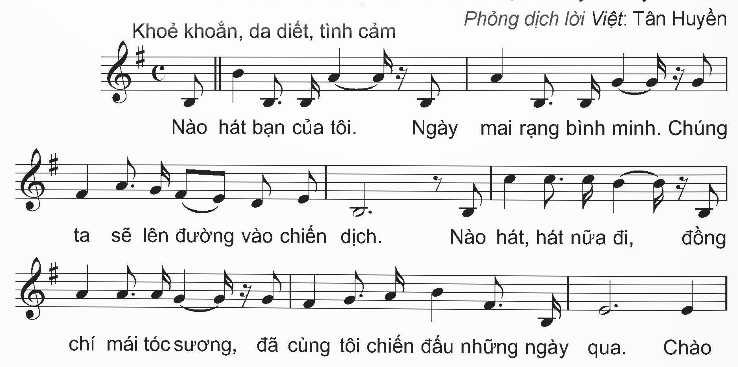 Phỏng dịch lời Việt: Tân Huyền
Khoẻ khoắn, da diết, tình cảm
Nào hát bạn của tôi. Ngày mai rạng bình minh. Chúng
ta sẽ lên đường vào chiến dịch. Nào hát, hát nữa đi, đồng
chí mái tóc sương, đã cùng tôi chiến đấu những ngày qua. Chào